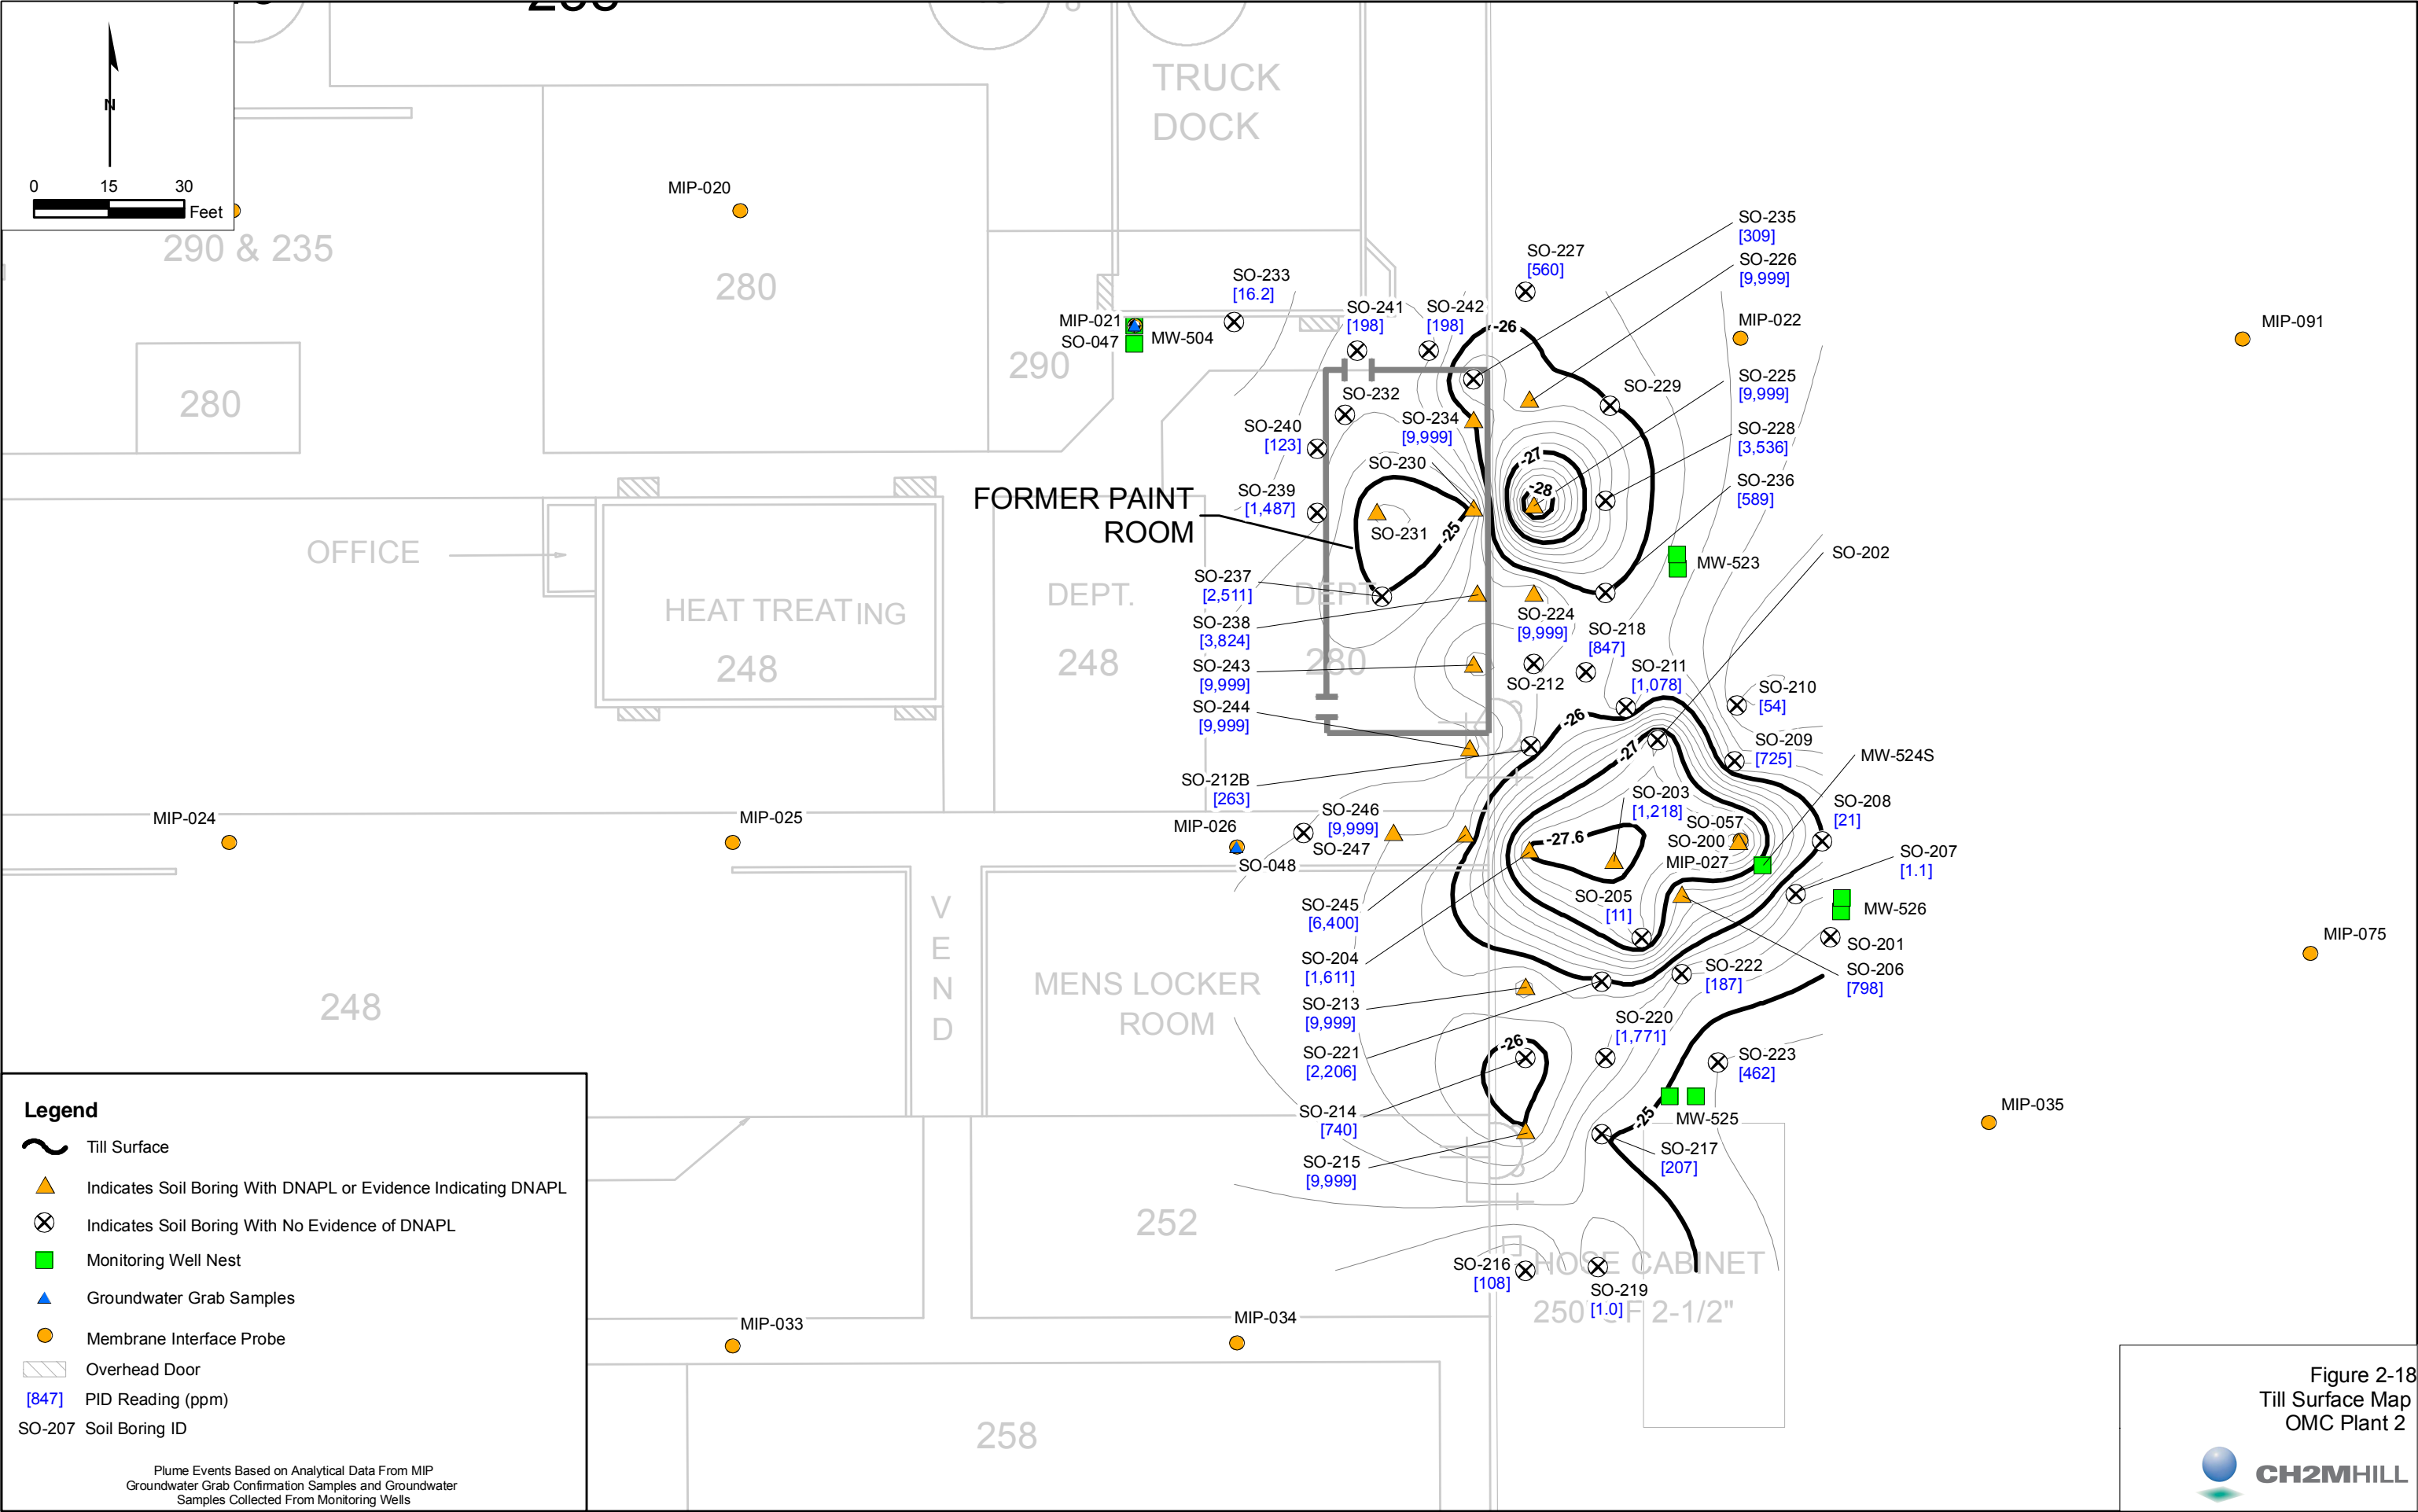 TRUCK
DOCK
N
0 15 30
Feet
MIP-020
290 & 235
280
SO-235
[309]
SO-227
[560]
SO-226
[9,999]
SO-233
[16.2]
SO-241
[198]
SO-242
[198]
-26
MIP-021
SO-047
MW-504
MIP-022
MIP-091
290
280
SO-232
SO-229
SO-225
[9,999]
SO-240
[123]
SO-234
[9,999]
SO-228
[3,536]
SO-230
-27
SO-236
[589]
SO-239
[1,487]
-28
FORMER PAINT
ROOM
SO-231
-25
OFFICE
SO-202
MW-523
SO-237
[2,511]
HEAT TREATING
DEPT.
DEPT.
SO-238
[3,824]
SO-224
[9,999]
SO-218
[847]
248
248
280
SO-243
[9,999]
SO-212
SO-211
[1,078]
SO-210
[54]
SO-244
[9,999]
-26
SO-209
[725]
-27
MW-524S
SO-212B
[263]
SO-203
[1,218]
SO-208
[21]
MIP-024
MIP-025
MIP-026
SO-246
[9,999]
SO-247
SO-048
-27.6
SO-057
SO-200
MIP-027
SO-207
[1.1]
SO-205
[11]
SO-245
[6,400]
MW-526
V
E
N
D
SO-201
MIP-075
SO-204
[1,611]
SO-206
[798]
SO-222
[187]
MENS LOCKER
ROOM
248
SO-213
[9,999]
SO-220
[1,771]
SO-221
[2,206]
-26
SO-223
[462]
SO-214
[740]
MW-525
-25
MIP-035
SO-217
[207]
SO-215
[9,999]
252
SO-216
[108]
HOSE CABINET
SO-219
[1.0]
250 OF 2-1/2"
MIP-033
MIP-034
258
Legend
Till Surface
Indicates Soil Boring With DNAPL or Evidence Indicating DNAPL
Indicates Soil Boring With No Evidence of DNAPL
Monitoring Well Nest
Groundwater Grab Samples
Membrane Interface Probe
Overhead Door
[847] PID Reading (ppm)
SO-207 Soil Boring ID
Plume Events Based on Analytical Data From MIP
Groundwater Grab Confirmation Samples and Groundwater
Samples Collected From Monitoring Wells
Figure 2-18
Till Surface Map
OMC Plant 2
CH2MHILL